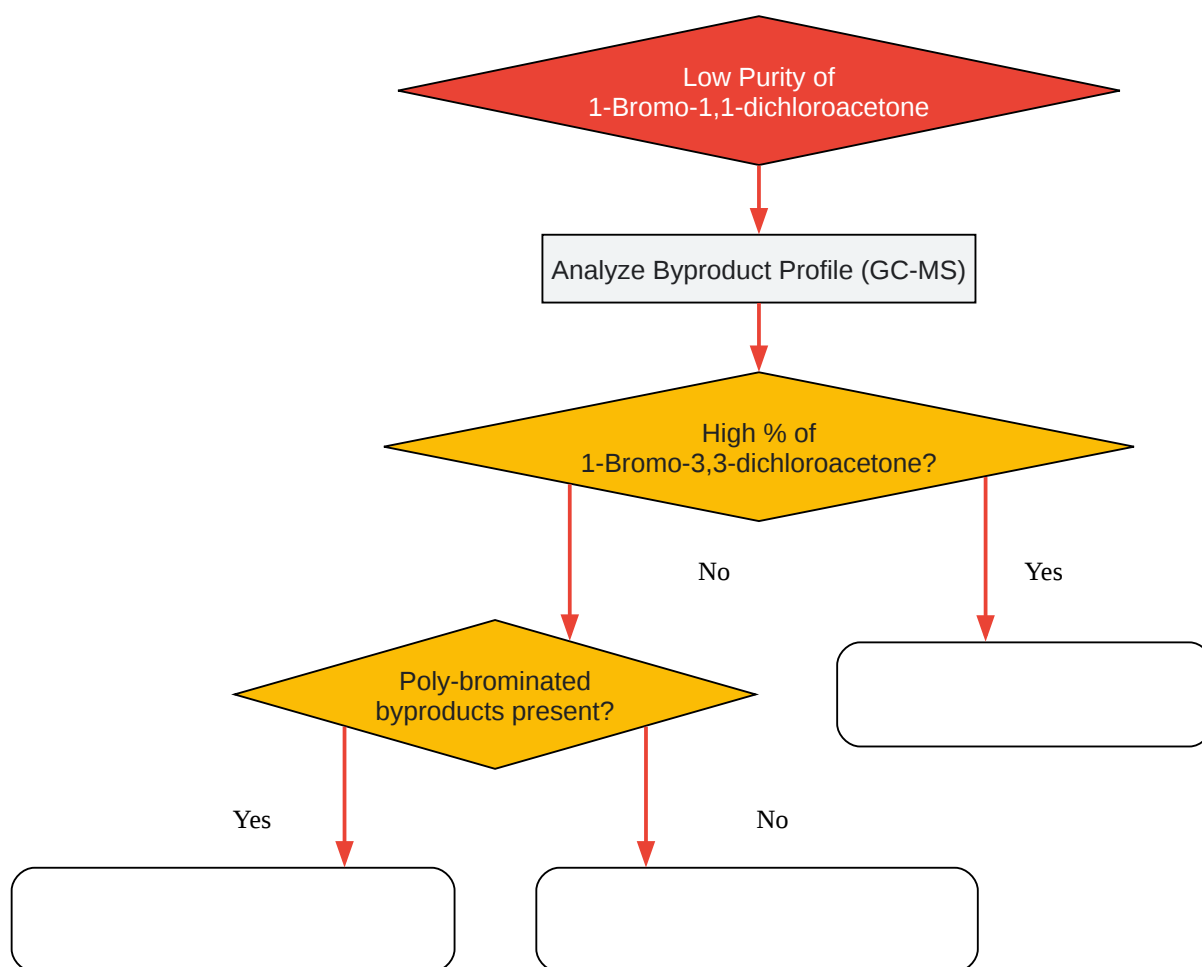 Low Purity of
1-Bromo-1,1-dichloroacetone
Analyze Byproduct Profile (GC-MS)
High % of
1-Bromo-3,3-dichloroacetone?
No
Yes
Poly-brominated
byproducts present?
Yes
No